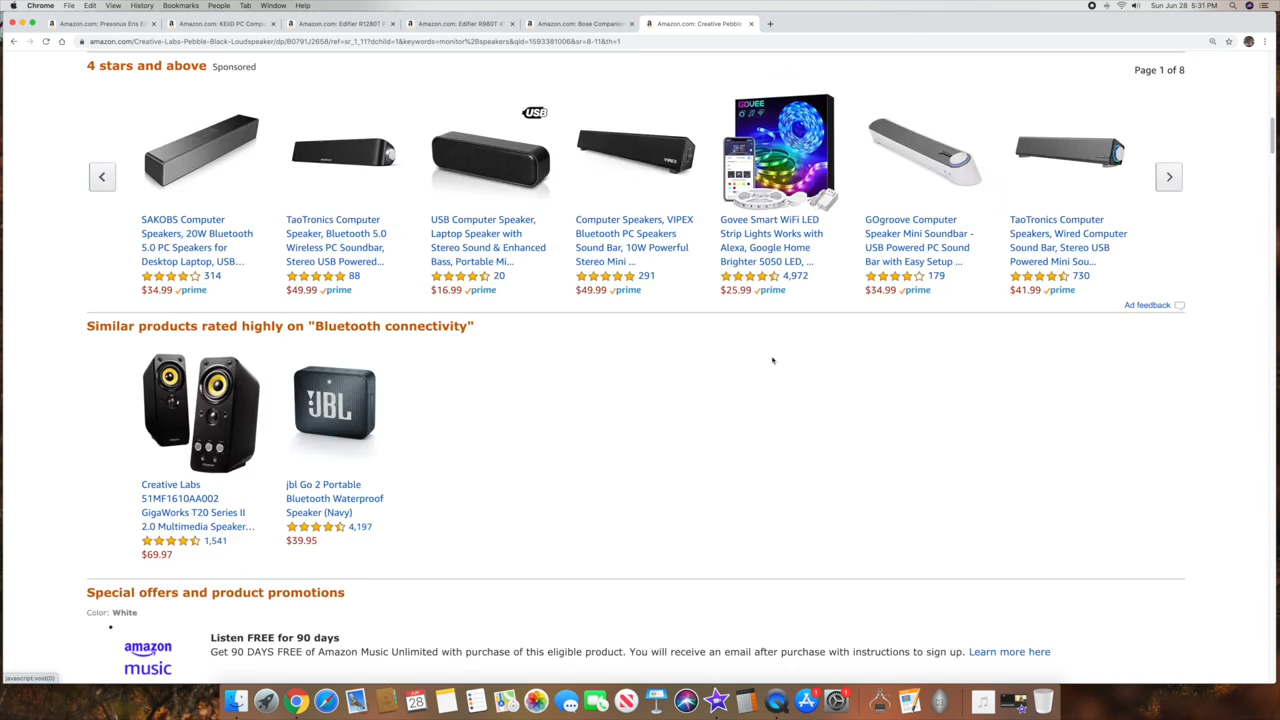 Chrome File Edit View History Bookmarks People Tab Window Help Sun Jun 28 5:31 PM
Amazon.com: Presonus Eris E Amazon.com: KEiiD PC Compu Amazon.com: Edifier R1280T P Amazon.com: Edifier R980T 4" Amazon.com: Bose Companion Amazon.com: Creative Pebble
amazon.com/Creative-Labs-Pebble-Black-Loudspeaker/dp/B0791J2658/ref=sr_1_11?dchild=1&keywords=monitor%2Bspeakers&qid=1593381006&sr=8-11&th=1
4 stars and above Sponsored
Page 1 of 8
USB
GOVEE
VIPEX
SAKOBS Computer
Speakers, 20W Bluetooth
5.0 PC Speakers for
Desktop Laptop, USB...
314
$34.99 prime
TaoTronics Computer
Speaker, Bluetooth 5.0
Wireless PC Soundbar,
Stereo USB Powered...
88
$49.99 prime
USB Computer Speaker,
Laptop Speaker with
Stereo Sound & Enhanced
Bass, Portable Mi...
20
$16.99 prime
Computer Speakers, VIPEX
Bluetooth PC Speakers
Sound Bar, 10W Powerful
Stereo Mini ...
291
$49.99 prime
Govee Smart WiFi LED
Strip Lights Works with
Alexa, Google Home
Brighter 5050 LED, ...
4,972
$25.99 prime
GOgroove Computer
Speaker Mini Soundbar -
USB Powered PC Sound
Bar with Easy Setup ...
179
$34.99 prime
TaoTronics Computer
Speakers, Wired Computer
Sound Bar, Stereo USB
Powered Mini Sou...
730
$41.99 prime
Ad feedback
Similar products rated highly on "Bluetooth connectivity"
JBL
Creative Labs
51MF1610AA002
GigaWorks T20 Series II
2.0 Multimedia Speaker...
1,541
$69.97
jbl Go 2 Portable
Bluetooth Waterproof
Speaker (Navy)
4,197
$39.95
Special offers and product promotions
Color: White
amazon
music
Listen FREE for 90 days
Get 90 DAYS FREE of Amazon Music Unlimited with purchase of this eligible product. You will receive an email after purchase with instructions to sign up. Learn more here
javascript:void(0)
JUN
28